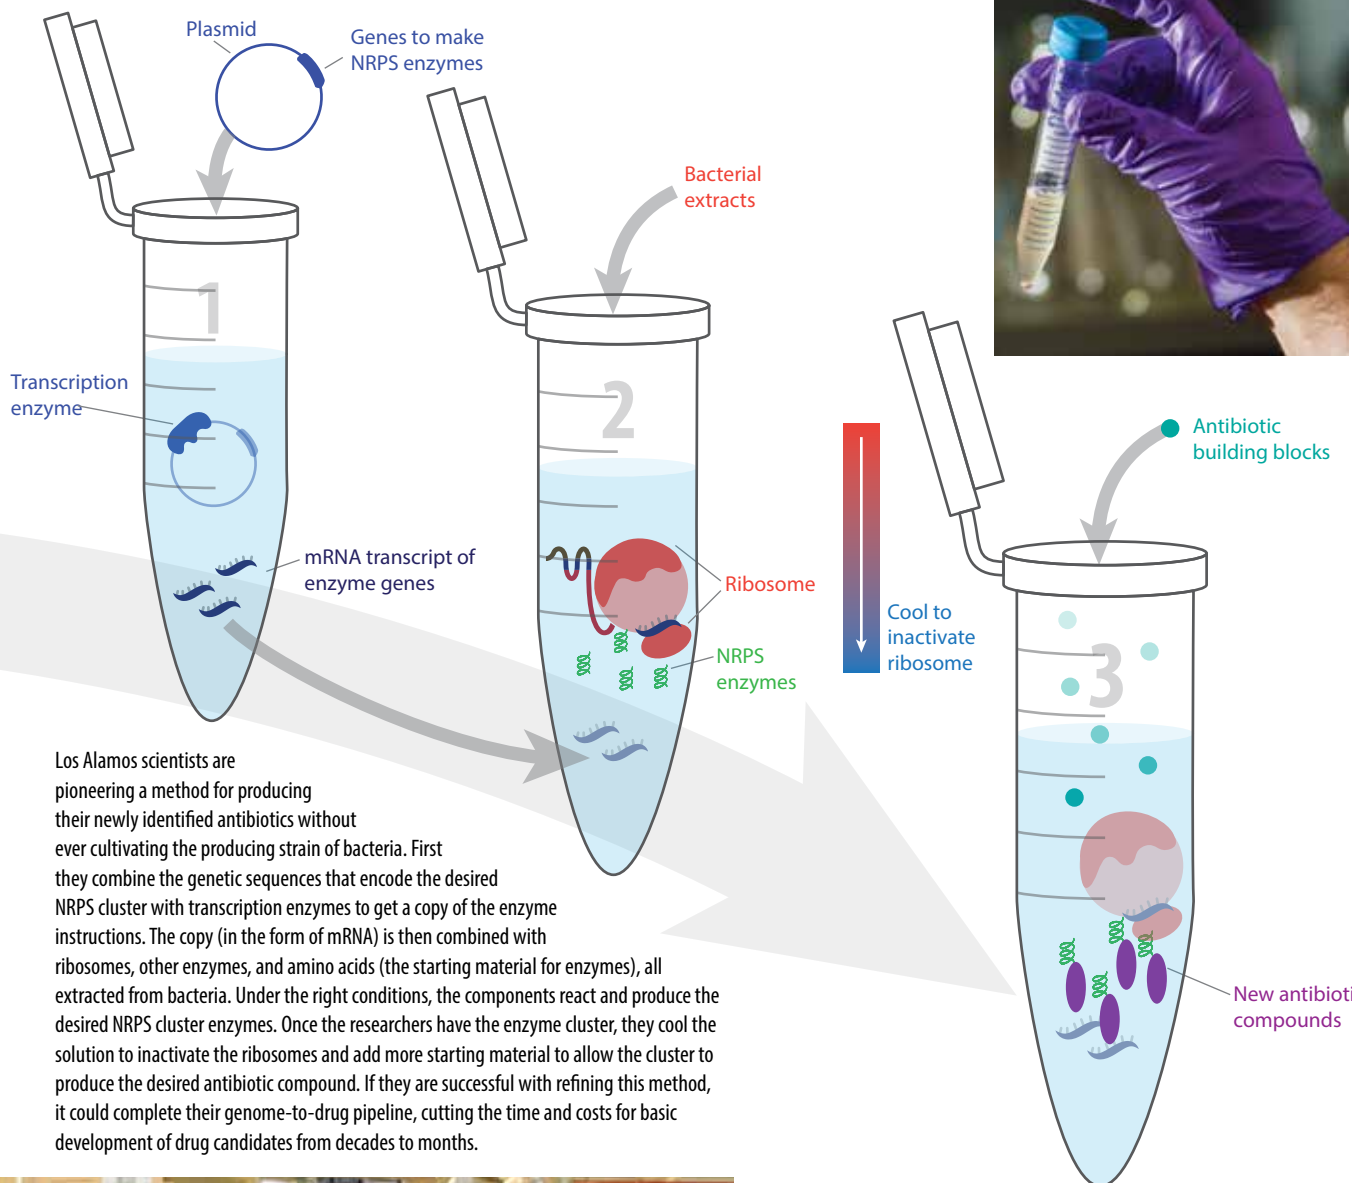 Plasmid
Genes to make
NRPS enzymes
Bacterial
extracts
1
Transcription
enzyme
2
Antibiotic
building blocks
mRNA transcript of
enzyme genes
Ribosome
Cool to
inactivate
ribosome
NRPS
enzymes
3
Los Alamos scientists are
pioneering a method for producing
their newly identified antibiotics without
ever cultivating the producing strain of bacteria. First
they combine the genetic sequences that encode the desired
NRPS cluster with transcription enzymes to get a copy of the enzyme
instructions. The copy (in the form of mRNA) is then combined with
ribosomes, other enzymes, and amino acids (the starting material for enzymes), all
extracted from bacteria. Under the right conditions, the components react and produce the
desired NRPS cluster enzymes. Once the researchers have the enzyme cluster, they cool the
solution to inactivate the ribosomes and add more starting material to allow the cluster to
produce the desired antibiotic compound. If they are successful with refining this method,
it could complete their genome-to-drug pipeline, cutting the time and costs for basic
development of drug candidates from decades to months.
New antibioti
compounds